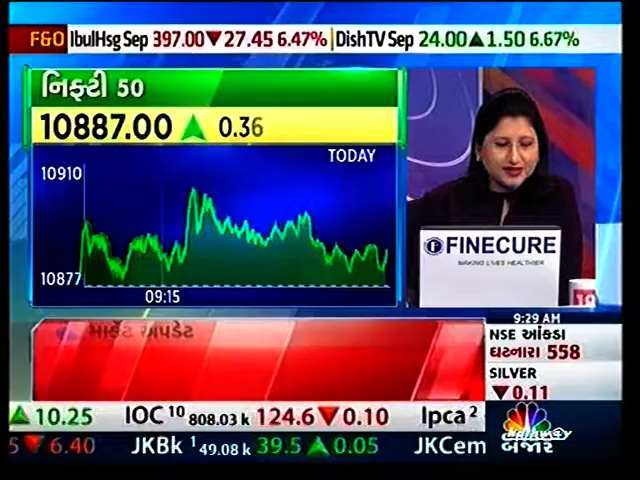 F&O IbulHsg Sep 397.00▼27.45 6.47% DishTV Sep 24.00▲1.50 6.67%
નિફ્ટી 50
10887.00 ▲ 0.36
TODAY
10910
10877
09:15
FINECURE
MAKING LIVES HEALTHIER
9:29 AM
માર્કેટ અપડેટ
NSE આંકડા
ઘટનારા 558
SILVER
▼0.11
▲ 10.25 IOC 10 808.03 k 124.6▼0.10 Ipca 2
5▼6.40 JKBk 1 49.08 k 39.5▲0.05 JKCem
બજાર